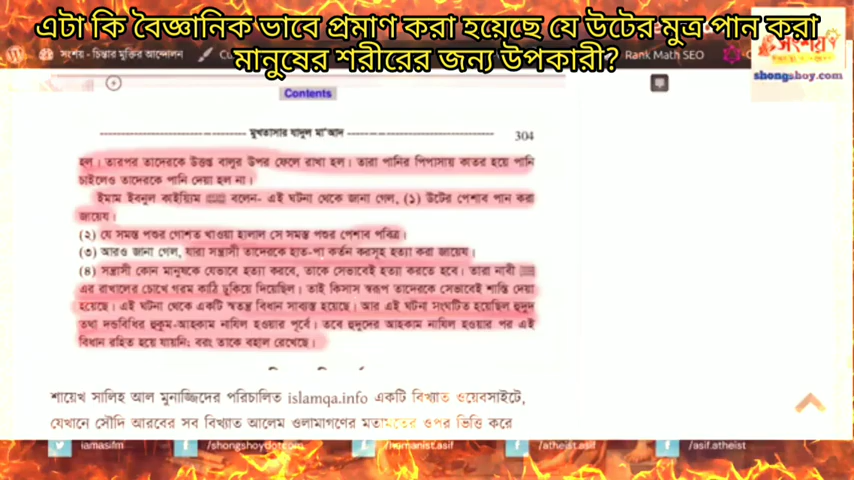 এটা কি বৈজ্ঞানিক ভাবে প্রমাণ করা হয়েছে যে উটের মুত্র পান করা
সংশয় - চিন্তার মুক্তির আন্দোলন
Rank Math SEO
মানুষের শরীরের জন্য উপকারী?
সংশয়
shongshoy.com
Contents
মুখতাসার যাদুল মা'আদ
304
হল। তারপর তাদেরকে উত্তপ্ত বালুর উপর ফেলে রাখা হল। তারা পানির পিপাসায় কাতর হয়ে পানি
চাইলেও তাদেরকে পানি দেয়া হল না।
ইমাম ইবনুল কাইয়্যিম বলেন- এই ঘটনা থেকে জানা গেল, (১) উটের পেশাব পান করা
জায়েয।
(২) যে সমস্ত পশুর গোশত খাওয়া হালাল সে সমস্ত পশুর পেশাব পবিত্র।
(৩) আরও জানা গেল, যারা সন্ত্রাসী তাদেরকে হাত-পা কর্তন করসূহ হত্যা করা জায়েয।
(৪) সন্ত্রাসী কোন মানুষকে যেভাবে হত্যা করবে, তাকে সেভাবেই হত্যা করতে হবে। তারা নাবী
এর রাখালের চোখে গরম কাঠি ঢুকিয়ে দিয়েছিল। তাই কিসাস স্বরূপ তাদেরকে সেভাবেই শাস্তি দেয়া
হয়েছে। এই ঘটনা থেকে একটি স্বতন্ত্র বিধান সাব্যস্ত হয়েছে। আর এই ঘটনা সংঘটিত হয়েছিল হুদুদ
তথা দন্ডবিধির হুকুম-আহকাম নাযিল হওয়ার পূর্বে। তবে হুদুদের আহকাম নাযিল হওয়ার পর এই
বিধান রহিত হয়ে যায়নি; বরং তাকে বহাল রেখেছে।
শায়েখ সালিহ আল মুনাজ্জিদের পরিচালিত islamqa.info একটি বিখ্যাত ওয়েবসাইটে,
যেখানে সৌদি আরবের সব বিখ্যাত আলেম ওলামাগণের মতামতের ওপর ভিত্তি করে
iamasifm
/shongshoydotcom
/humanist.asif
/atheist.asif
/asif.atheist